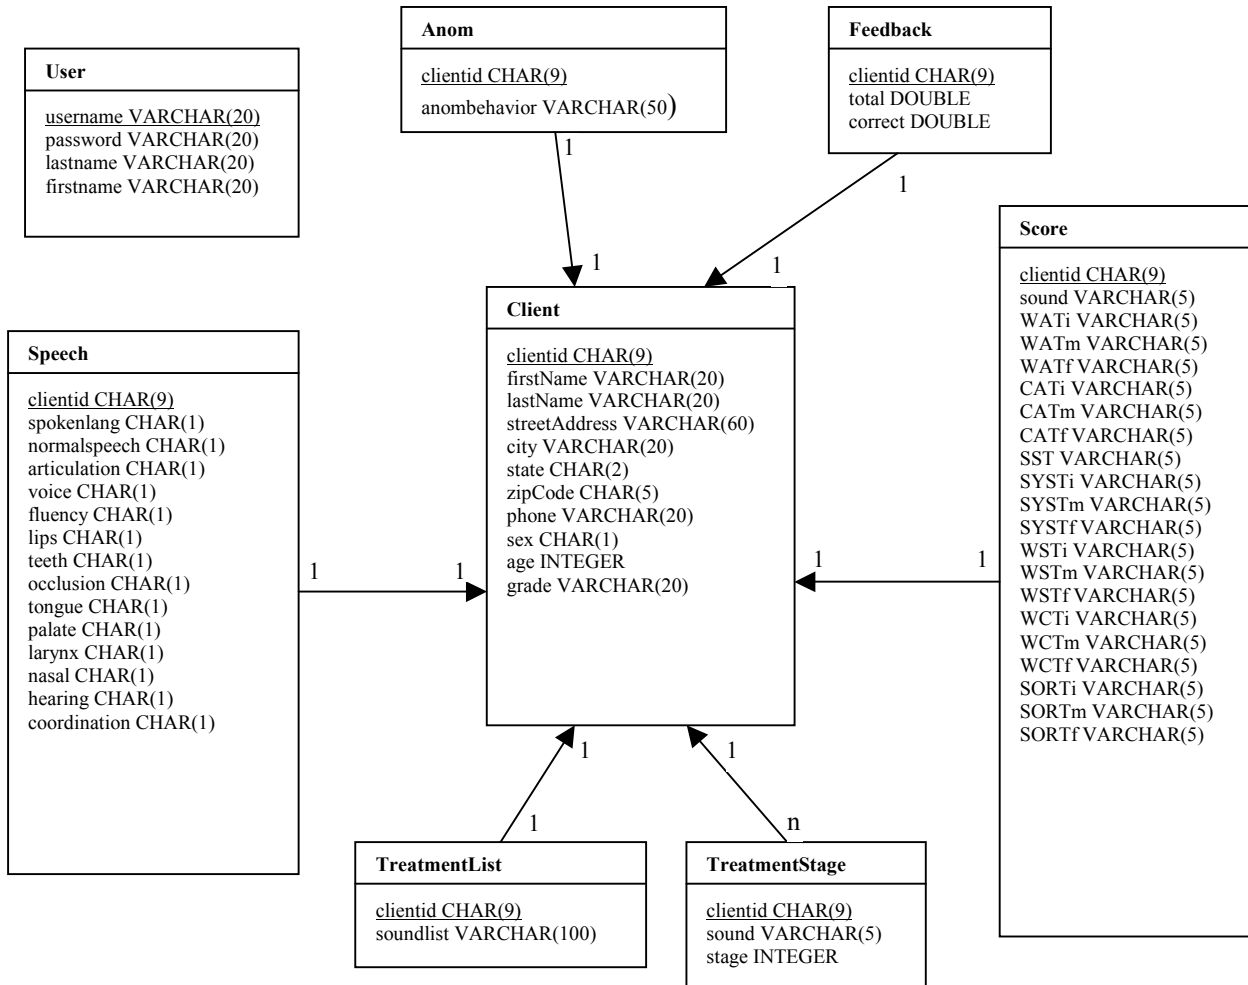 User
username VARCHAR(20)
password VARCHAR(20)
lastname VARCHAR(20)
firstname VARCHAR(20)
Anom
clientid CHAR(9)
anombehavior VARCHAR(50)
1
1
Feedback
clientid CHAR(9)
total DOUBLE
correct DOUBLE
1
1
Speech
clientid CHAR(9)
spokenlang CHAR(1)
normalspeech CHAR(1)
articulation CHAR(1)
voice CHAR(1)
fluency CHAR(1)
lips CHAR(1)
teeth CHAR(1)
occlusion CHAR(1)
tongue CHAR(1)
palate CHAR(1)
larynx CHAR(1)
nasal CHAR(1)
hearing CHAR(1)
coordination CHAR(1)
1
1
Client
clientid CHAR(9)
firstName VARCHAR(20)
lastName VARCHAR(20)
streetAddress VARCHAR(60)
city VARCHAR(20)
state CHAR(2)
zipCode CHAR(5)
phone VARCHAR(20)
sex CHAR(1)
age INTEGER
grade VARCHAR(20)
1
1
Score
clientid CHAR(9)
sound VARCHAR(5)
WATi VARCHAR(5)
WATm VARCHAR(5)
WATf VARCHAR(5)
CATi VARCHAR(5)
CATm VARCHAR(5)
CATf VARCHAR(5)
SST VARCHAR(5)
SYSTi VARCHAR(5)
SYSTm VARCHAR(5)
SYSTf VARCHAR(5)
WSTi VARCHAR(5)
WSTm VARCHAR(5)
WSTf VARCHAR(5)
WCTi VARCHAR(5)
WCTm VARCHAR(5)
WCTf VARCHAR(5)
SORTi VARCHAR(5)
SORTm VARCHAR(5)
SORTf VARCHAR(5)
1
1
TreatmentList
clientid CHAR(9)
soundlist VARCHAR(100)
1
n
TreatmentStage
clientid CHAR(9)
sound VARCHAR(5)
stage INTEGER